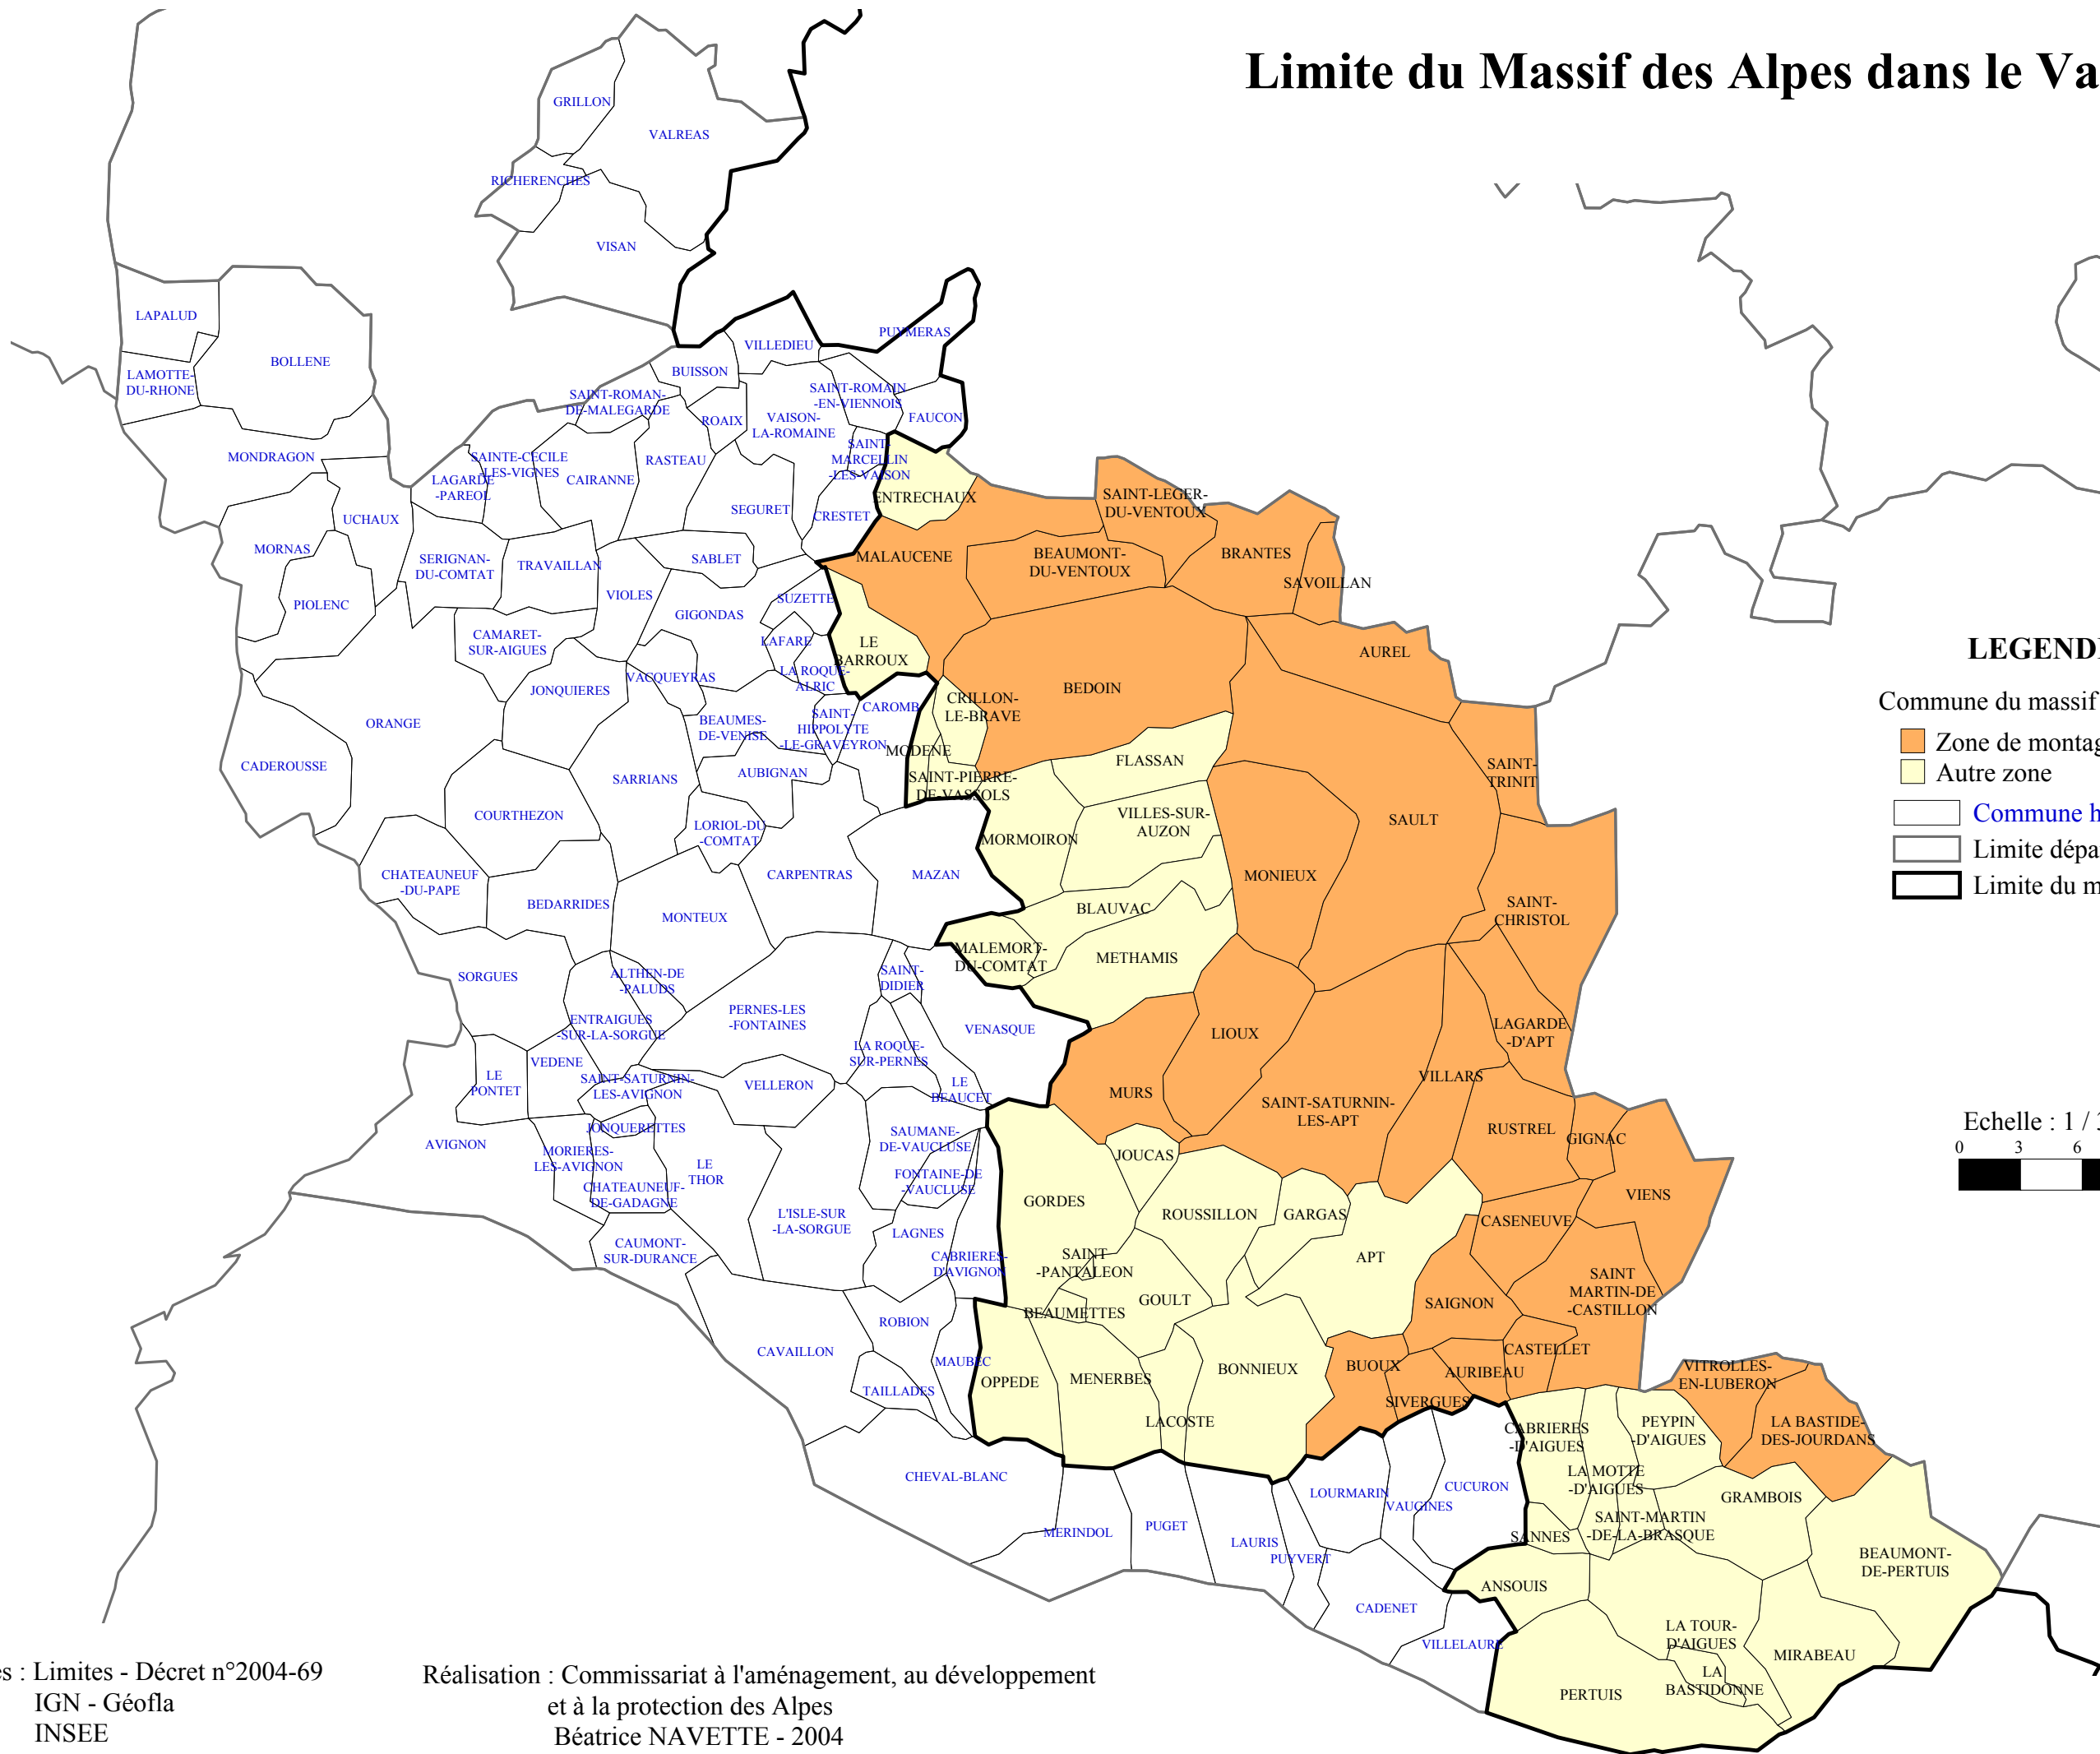 Limite du Massif des Alpes dans le Va
GRILLON
VALREAS
RICHERENCHES
VISAN
LAPALUD
BOLLENE
LAMOTTE-
DU-RHONE
MONDRAGON
PUYMERAS
VILLEDIEU
BUISSON
SAINT-ROMAN-
DE-MALEGARDE
ROAIX
VAISON-
LA-ROMAINE
SAINT-ROMAIN
-EN-VIENNOIS
FAUCON
SAINT-
MARCELLIN
-LES-VAISON
RASTEAU
SAINTE-CECILE
-LES-VIGNES
CAIRANNE
LAGARDE
-PAREOL
UCHAUX
SEGURET
CRESTET
ENTRECHAUX
MORNAS
SERIGNAN-
DU-COMTAT
TRAVAILLAN
SABLET
MALAUCENE
BEAUMONT-
DU-VENTOUX
SAINT-LEGER-
DU-VENTOUX
BRANTES
SAVOILLAN
PIOLENC
VIOLES
GIGONDAS
SUZETTE
CAMARET-
SUR-AIGUES
LAFARE
LE
BARROUX
AUREL
LA ROQUE-
ALRIC
VACQUEYRAS
JONQUIERES
BEDOIN
CRILLON-
LE-BRAVE
ORANGE
BEAUMES-
DE-VENISE
SAINT-
HIPPOLYTE
-LE-GRAVEYRON
CAROMB
MODENE
CADEROUSSE
SARRIANS
AUBIGNAN
SAINT-PIERRE-
DE-VASSOLS
FLASSAN
SAINT-
TRINIT
COURTHEZON
LORIOL-DU
-COMTAT
MORMOIRON
VILLES-SUR-
AUZON
SAULT
CHATEAUNEUF
-DU-PAPE
BEDARRIDES
CARPENTRAS
MAZAN
MONIEUX
MONTEUX
BLAUVAC
SAINT-
CHRISTOL
SORGUES
ALTHEN-DE
-PALUDS
SAINT-
DIDIER
MALEMORT-
DU-COMTAT
METHAMIS
ENTRAIGUES
-SUR-LA-SORGUE
PERNES-LES
-FONTAINES
VENASQUE
LIOUX
LAGARDE
-D'APT
VEDENE
LA ROQUE-
SUR-PERNES
LE
PONTET
SAINT-SATURNIN-
LES-AVIGNON
VELLERON
LE
BEAUCET
MURS
SAINT-SATURNIN-
LES-APT
VILLARS
RUSTREL
GIGNAC
AVIGNON
JONQUERETTES
MORIERES-
LES-AVIGNON
SAUMANE-
DE-VAUCLUSE
JOUCAS
LE
THOR
FONTAINE-DE
-VAUCLUSE
CHATEAUNEUF-
DE-GADAGNE
GORDES
ROUSSILLON
GARGAS
VIENS
L'ISLE-SUR
-LA-SORGUE
LAGNES
CASENEUVE
CAUMONT-
SUR-DURANCE
CABRIERES-
D'AVIGNON
SAINT
-PANTALEON
APT
SAINT
MARTIN-DE
-CASTILLON
GOULT
BEAUMETTES
SAIGNON
ROBION
CAVAILLON
MAUBEC
TAILLADES
OPPEDE
MENERBES
BONNIEUX
BUOUX
AURIBEAU
CASTELLET
VITROLLES-
EN-LUBERON
SIVERGUES
LACOSTE
CABRIERES
-D'AIGUES
PEYPIN
-D'AIGUES
LA BASTIDE-
DES-JOURDANS
CHEVAL-BLANC
LOURMARIN
VAUGINES
CUCURON
LA MOTTE
-D'AIGUES
GRAMBOIS
MERINDOL
PUGET
LAURIS
PUYVERT
SANNES
SAINT-MARTIN
-DE-LA-BRASQUE
BEAUMONT-
DE-PERTUIS
ANSOUIS
CADENET
VILLELAURE
LA TOUR-
D'AIGUES
MIRABEAU
LA
BASTIDONNE
PERTUIS
LEGEND
Commune du massif
Zone de montag
Autre zone
Commune h
Limite dépa
Limite du m
Echelle : 1 / 3
0 3 6
es : Limites - Décret n°2004-69
IGN - Géofla
INSEE
Réalisation : Commissariat à l'aménagement, au développement
et à la protection des Alpes
Béatrice NAVETTE - 2004